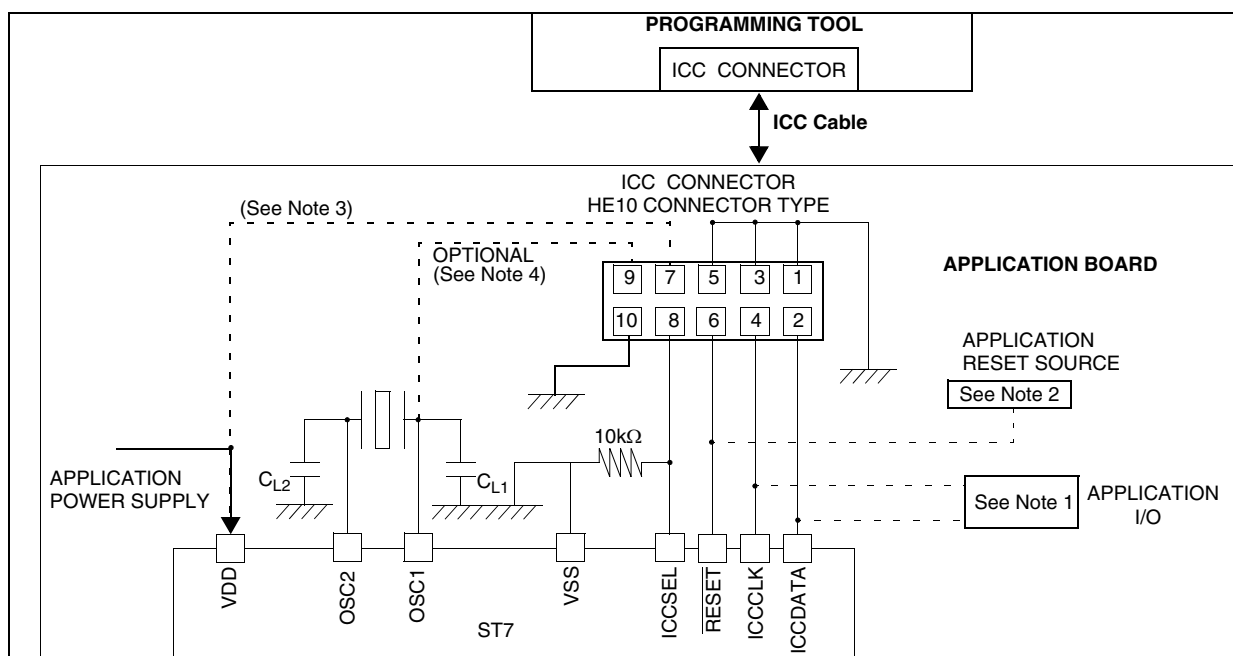 PROGRAMMING TOOL
ICC CONNECTOR
ICC Cable
ICC CONNECTOR
HE10 CONNECTOR TYPE
(See Note 3)
OPTIONAL
(See Note 4)
9 7 5 3 1
10 8 6 4 2
APPLICATION BOARD
APPLICATION
RESET SOURCE
See Note 2
10kΩ
APPLICATION
POWER SUPPLY
CL2
CL1
See Note 1
APPLICATION
I/O
VDD
OSC2
OSC1
VSS
ICCSEL
RESET
ICCCLK
ICCDATA
ST7